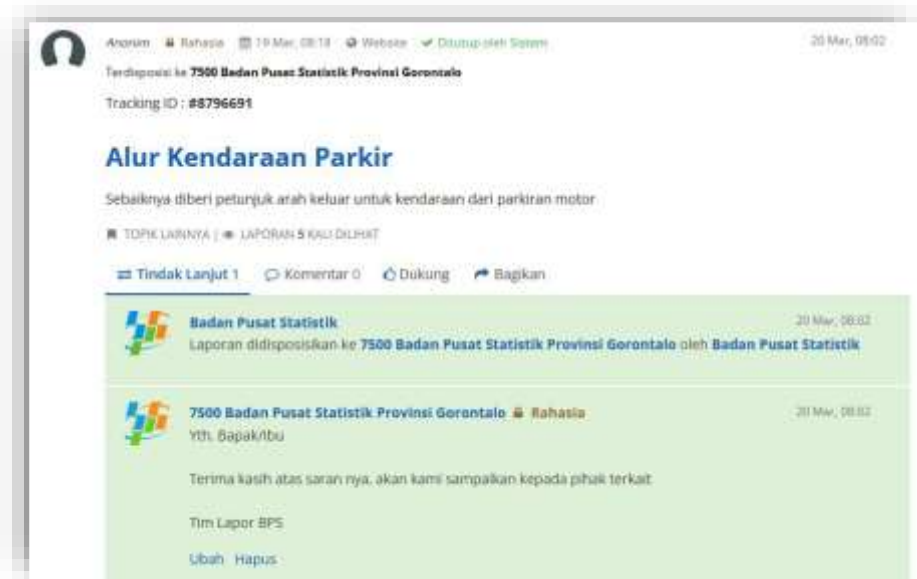 Anonim Rahasia 19 Mar, 08:18 Website Ditutup oleh Sistem 20 Mar, 08:02
Terdisposisi ke 7500 Badan Pusat Statistik Provinsi Gorontalo
Tracking ID : #8796691
Alur Kendaraan Parkir
Sebaiknya diberi petunjuk arah keluar untuk kendaraan dari parkiran motor
TOPIK LAINNYA | LAPORAN 5 KALI DILIHAT
Tindak Lanjut 1 Komentar 0 Dukung Bagikan
Badan Pusat Statistik 20 Mar, 08:02
Laporan didisposisikan ke 7500 Badan Pusat Statistik Provinsi Gorontalo oleh Badan Pusat Statistik
7500 Badan Pusat Statistik Provinsi Gorontalo Rahasia 20 Mar, 08:02
Yth. Bapak/Ibu
Terima kasih atas saran nya, akan kami sampaikan kepada pihak terkait
Tim Lapor BPS
Ubah Hapus